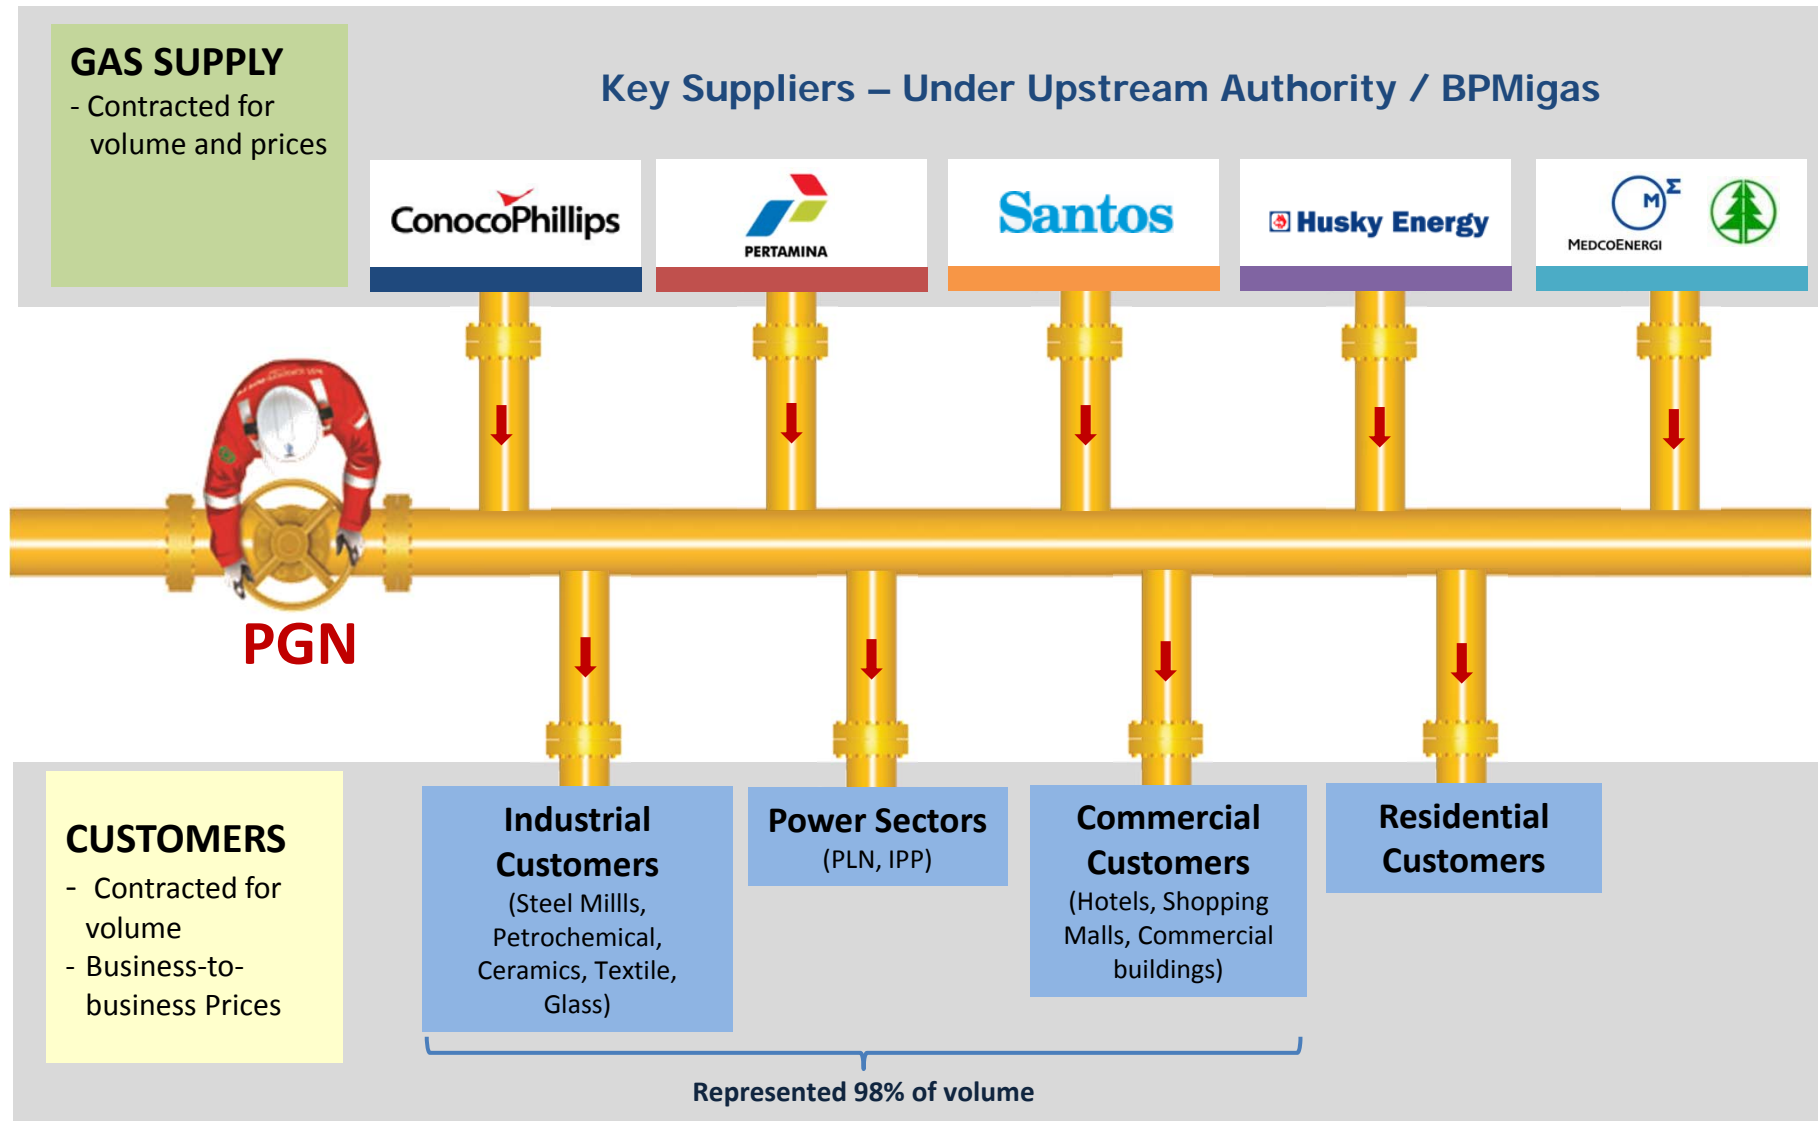 GAS SUPPLY
- Contracted for
volume and prices
Key Suppliers – Under Upstream Authority / BPMigas
ConocoPhillips
PERTAMINA
Santos
Husky Energy
M Σ
MEDCOENERGI
PGN
CUSTOMERS
- Contracted for
volume
- Business-to-
business Prices
Industrial
Customers
(Steel Millls,
Petrochemical,
Ceramics, Textile,
Glass)
Power Sectors
(PLN, IPP)
Commercial
Customers
(Hotels, Shopping
Malls, Commercial
buildings)
Residential
Customers
Represented 98% of volume